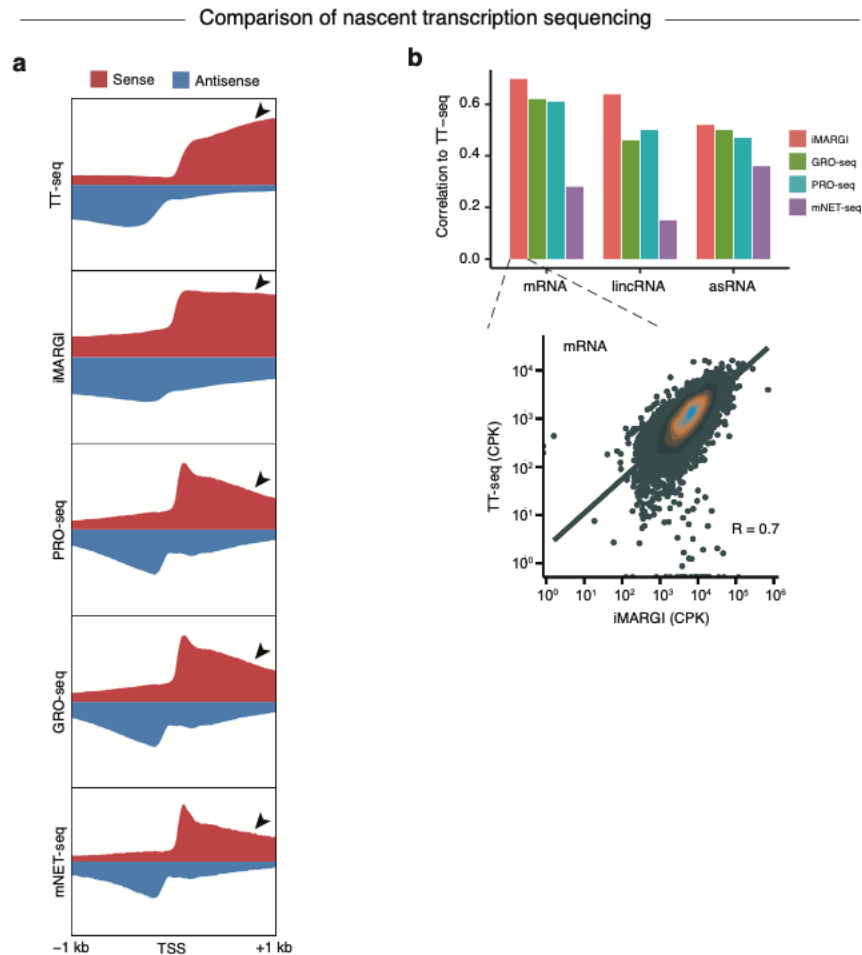 Comparison of nascent transcription sequencing
a
Sense Antisense
TT-seq
iMARGI
PRO-seq
GRO-seq
mNET-seq
−1 kb TSS +1 kb
b
Correlation to TT−seq
0.6
0.4
0.2
0.0
mRNA lincRNA asRNA
iMARGI
GRO-seq
PRO-seq
mNET-seq
mRNA
TT-seq (CPK)
10⁴
10³
10²
10¹
10⁰
R = 0.7
10⁰ 10¹ 10² 10³ 10⁴ 10⁵ 10⁶
iMARGI (CPK)